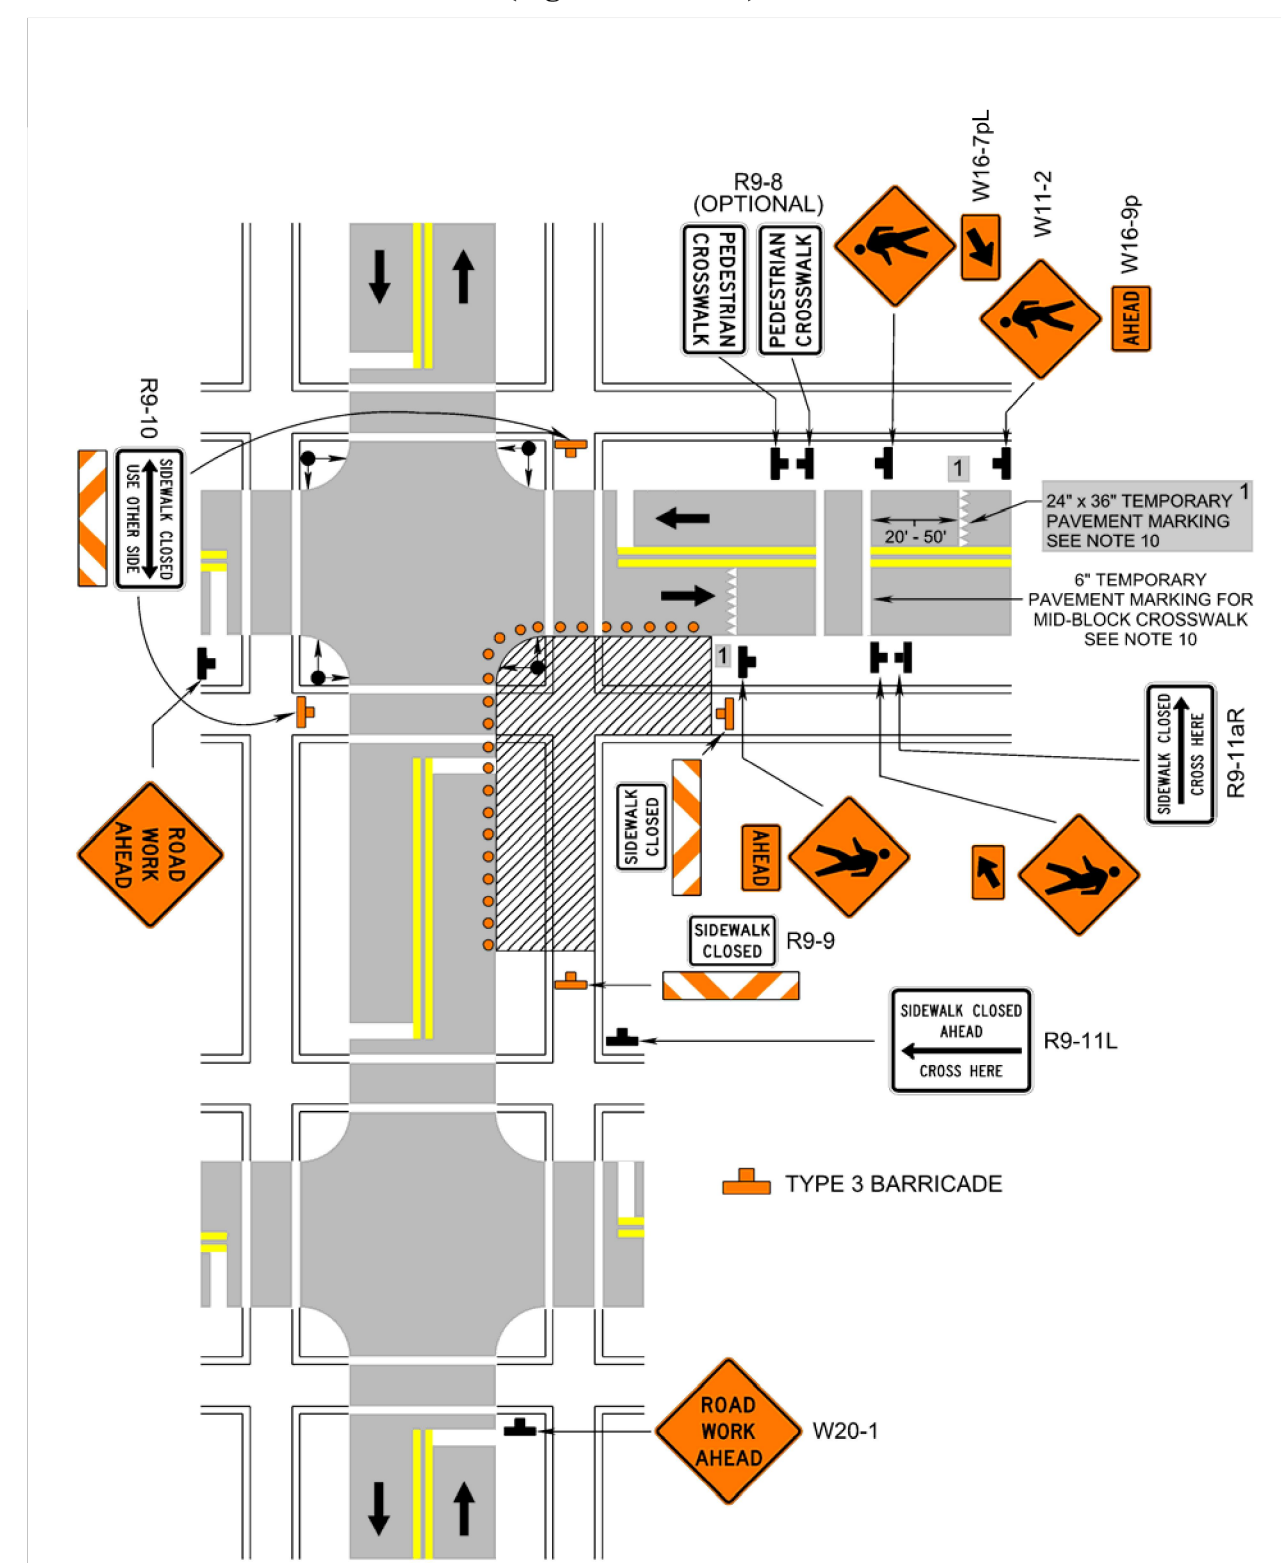 W16-7pL
W11-2
W16-9p
R9-8
(OPTIONAL)
PEDESTRIAN
CROSSWALK
PEDESTRIAN
CROSSWALK
AHEAD
R9-10
SIDEWALK CLOSED
USE OTHER SIDE
1
20' - 50'
24" x 36" TEMPORARY 1
PAVEMENT MARKING
SEE NOTE 10
6" TEMPORARY
PAVEMENT MARKING FOR
MID-BLOCK CROSSWALK
SEE NOTE 10
1
SIDEWALK CLOSED
CROSS HERE
R9-11aR
ROAD
WORK
AHEAD
SIDEWALK
CLOSED
AHEAD
SIDEWALK
CLOSED
R9-9
SIDEWALK CLOSED
AHEAD
CROSS HERE
R9-11L
TYPE 3 BARRICADE
ROAD
WORK
AHEAD
W20-1